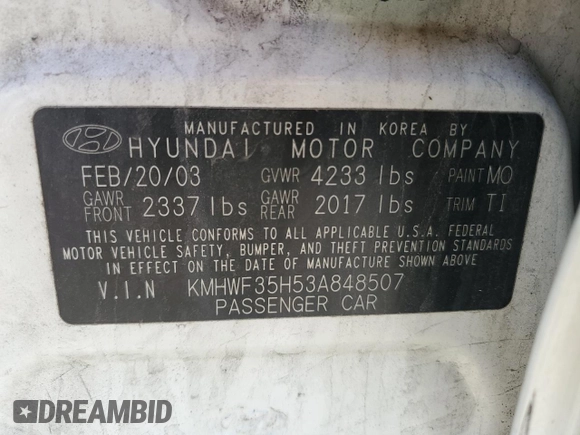 MANUFACTURED IN KOREA BY
HYUNDAI MOTOR COMPANY
FEB/20/03 GVWR 4233 lbs PAINT MO
GAWR FRONT 2337 lbs GAWR REAR 2017 lbs TRIM TI
THIS VEHICLE CONFORMS TO ALL APPLICABLE U.S.A. FEDERAL
MOTOR VEHICLE SAFETY, BUMPER, AND THEFT PREVENTION STANDARDS
IN EFFECT ON THE DATE OF MANUFACTURE SHOWN ABOVE
V.I.N KMHWF35H53A848507
PASSENGER CAR
DREAMBID